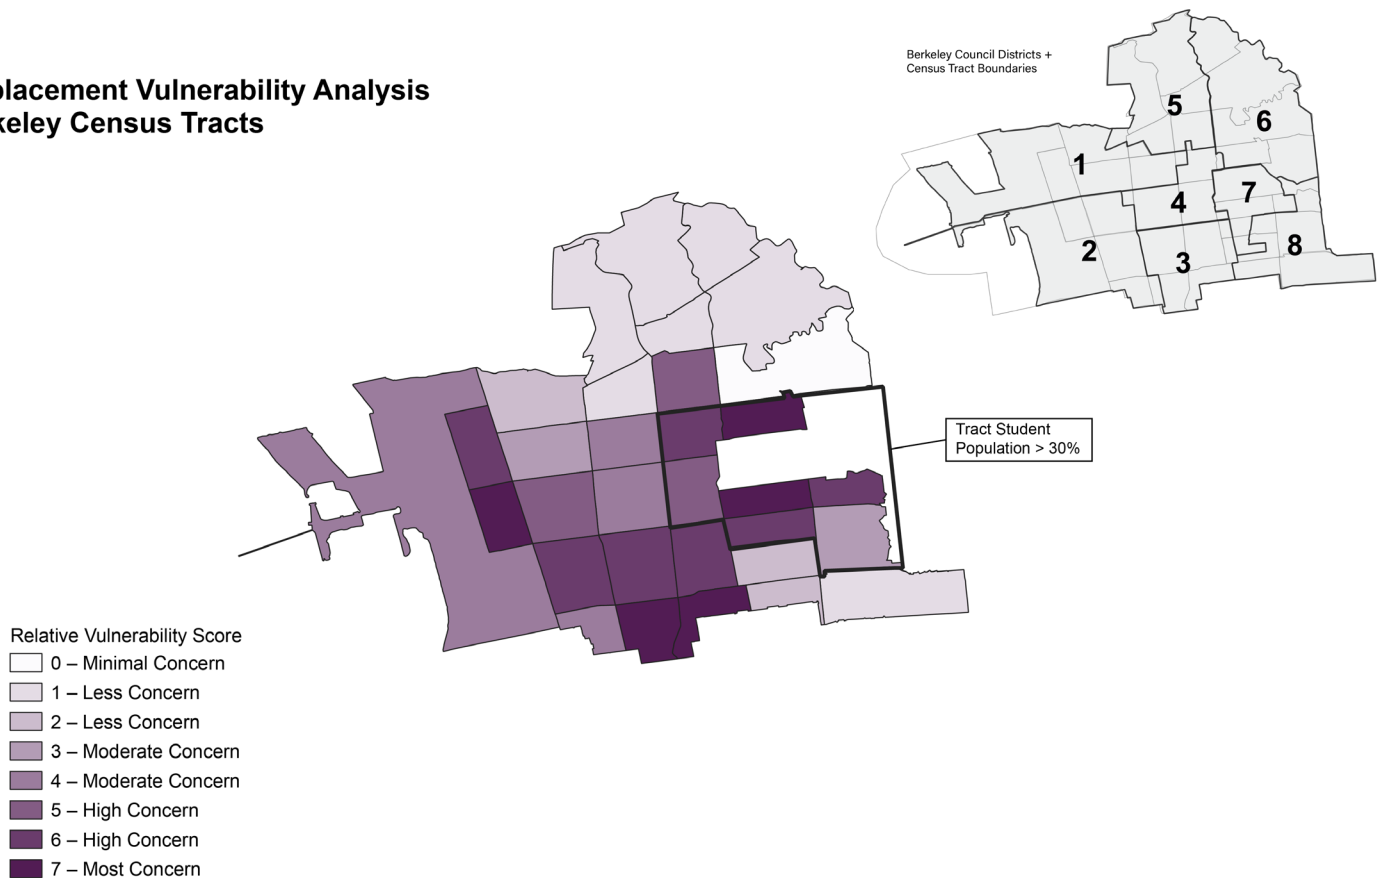 placement Vulnerability Analysis
keley Census Tracts
Berkeley Council Districts +
Census Tract Boundaries
5
6
1
7
4
8
2
3
Tract Student
Population > 30%
Relative Vulnerability Score
0 – Minimal Concern
1 – Less Concern
2 – Less Concern
3 – Moderate Concern
4 – Moderate Concern
5 – High Concern
6 – High Concern
7 – Most Concern